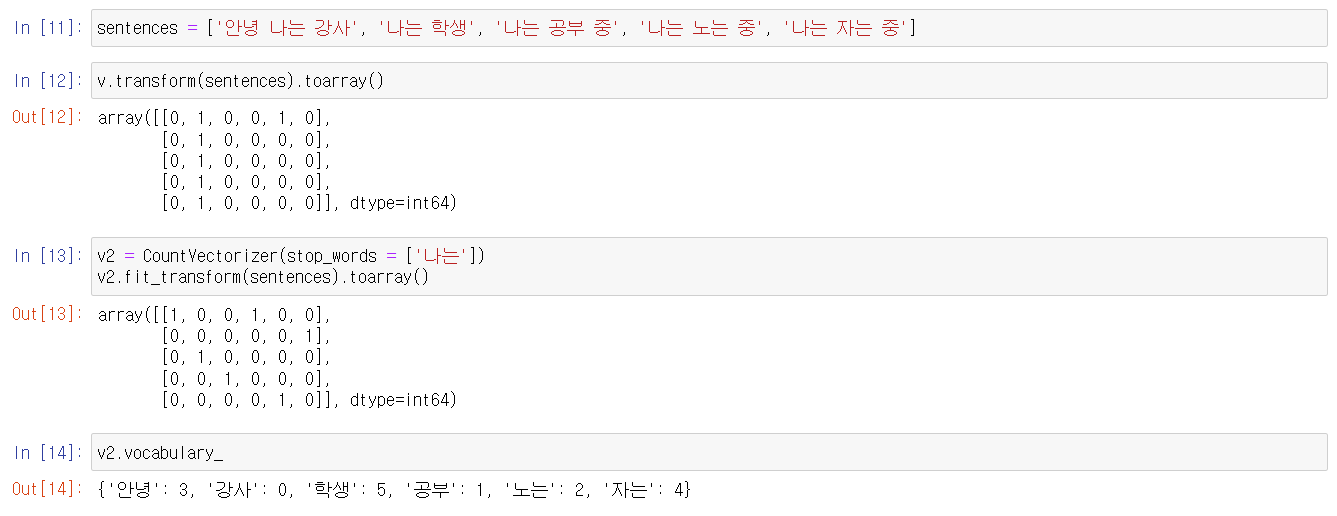 In [11]: sentences = ['안녕 나는 강사', '나는 학생', '나는 공부 중', '나는 노는 중', '나는 자는 중']
In [12]: v.transform(sentences).toarray()
Out[12]: array([[0, 1, 0, 0, 1, 0],
[0, 1, 0, 0, 0, 0],
[0, 1, 0, 0, 0, 0],
[0, 1, 0, 0, 0, 0],
[0, 1, 0, 0, 0, 0]], dtype=int64)
In [13]: v2 = CountVectorizer(stop_words = ['나는'])
v2.fit_transform(sentences).toarray()
Out[13]: array([[1, 0, 0, 1, 0, 0],
[0, 0, 0, 0, 0, 1],
[0, 1, 0, 0, 0, 0],
[0, 0, 1, 0, 0, 0],
[0, 0, 0, 0, 1, 0]], dtype=int64)
In [14]: v2.vocabulary_
Out[14]: {'안녕': 3, '강사': 0, '학생': 5, '공부': 1, '노는': 2, '자는': 4}